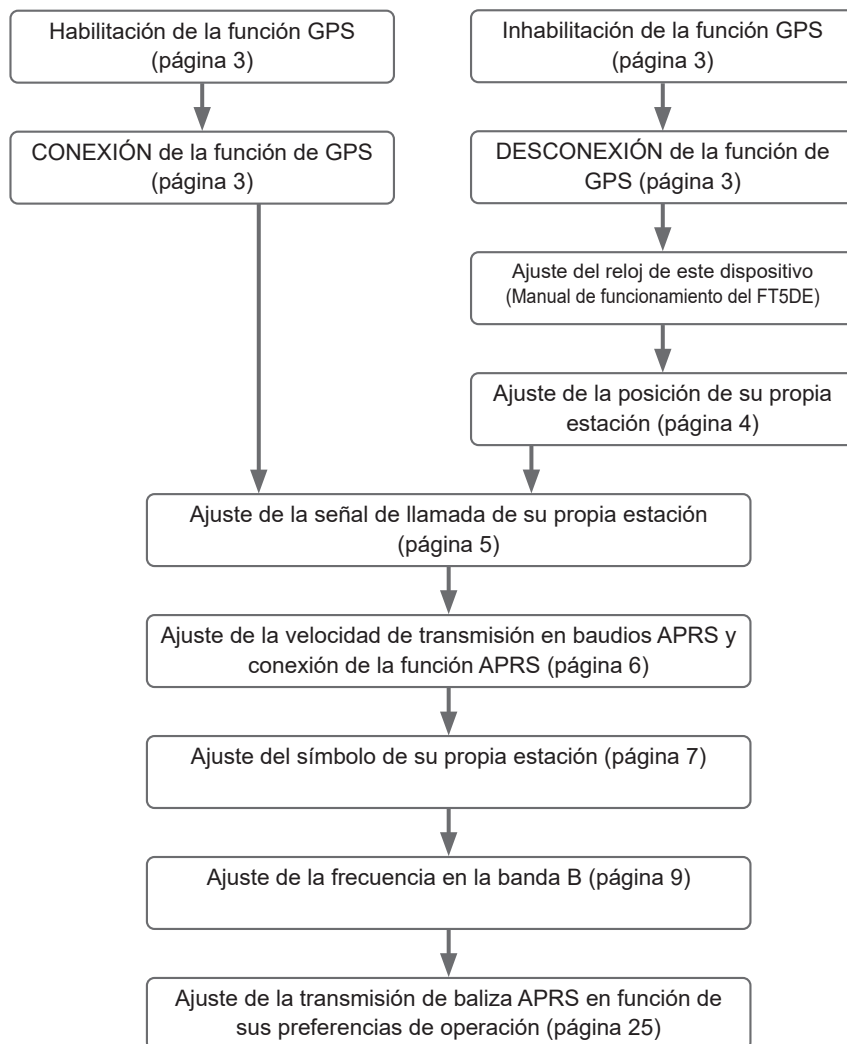 Habilitación de la función GPS
(página 3)
CONEXIÓN de la función de GPS
(página 3)
Inhabilitación de la función GPS
(página 3)
DESCONEXIÓN de la función de
GPS (página 3)
Ajuste del reloj de este dispositivo
(Manual de funcionamiento del FT5DE)
Ajuste de la posición de su propia
estación (página 4)
Ajuste de la señal de llamada de su propia estación
(página 5)
Ajuste de la velocidad de transmisión en baudios APRS y
conexión de la función APRS (página 6)
Ajuste del símbolo de su propia estación (página 7)
Ajuste de la frecuencia en la banda B (página 9)
Ajuste de la transmisión de baliza APRS en función de
sus preferencias de operación (página 25)